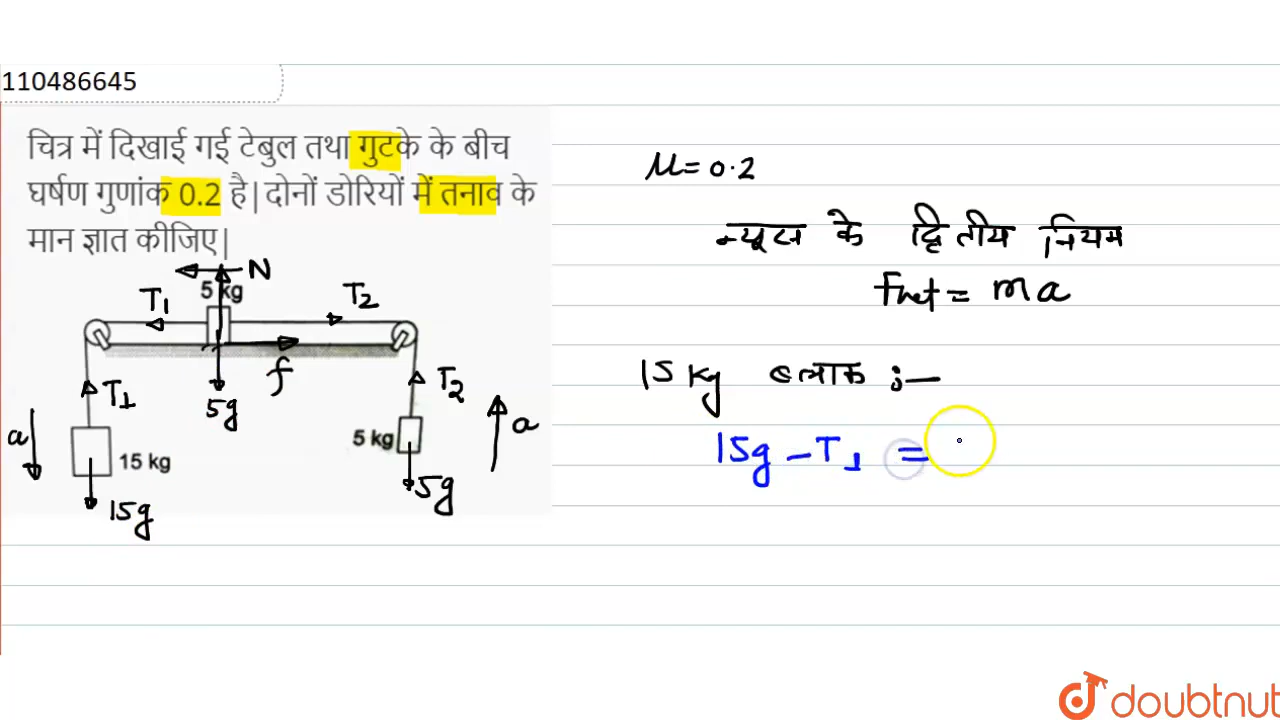 110486645
चित्र में दिखाई गई टेबुल तथा गुटके के बीच
घर्षण गुणांक 0.2 है| दोनों डोरियों में तनाव के
मान ज्ञात कीजिए|
N
5 kg
T1
T2
f
T1
5g
T2
a
15 kg
5 kg
a
15g
5g
μ = 0.2
न्यूटन के द्वितीय नियम
Fnet = ma
15 kg ब्लाक :-
15g - T1 =
doubtnut